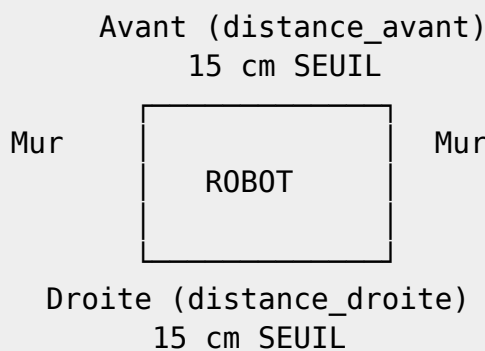 Avant (distance_avant)
15 cm SEUIL
Mur Mur
ROBOT
Droite (distance_droite)
15 cm SEUIL